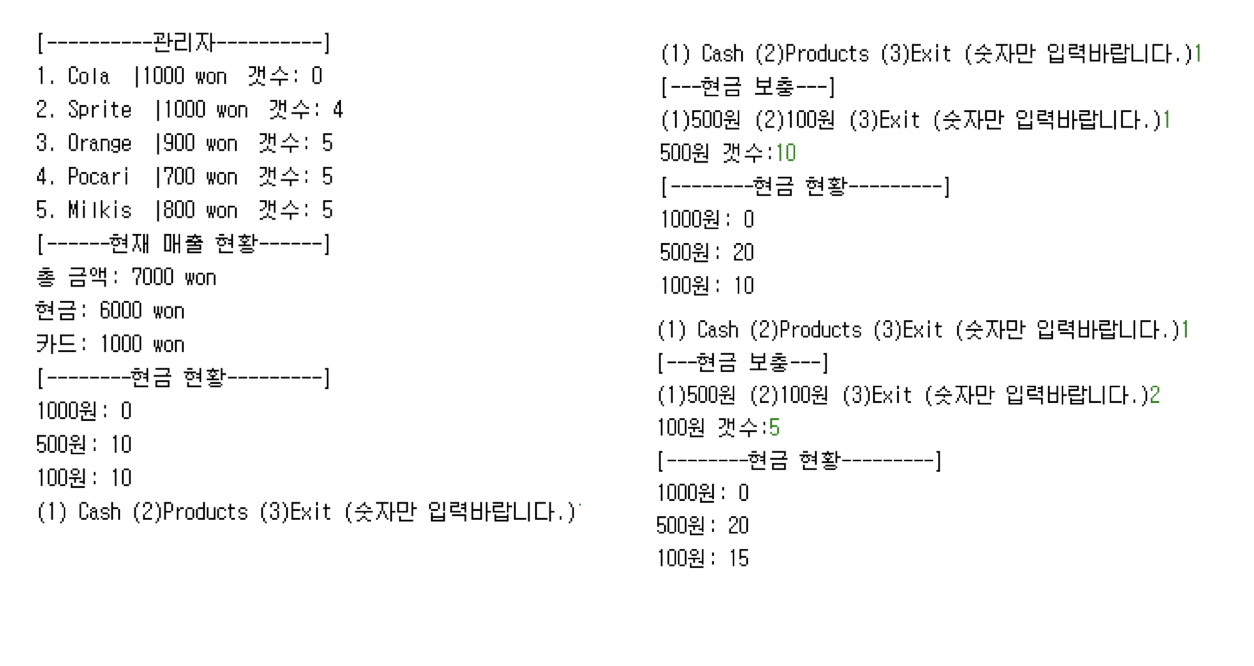 [----------관리자----------]
1. Cola  |1000 won  갯수: 0
2. Sprite  |1000 won  갯수: 4
3. Orange  |900 won  갯수: 5
4. Pocari  |700 won  갯수: 5
5. Milkis  |800 won  갯수: 5
[------현재 매출 현황------]
총 금액: 7000 won
현금: 6000 won
카드: 1000 won
[--------현금 현황---------]
1000원: 0
500원: 10
100원: 10
(1) Cash (2)Products (3)Exit (숫자만 입력바랍니다.)
(1) Cash (2)Products (3)Exit (숫자만 입력바랍니다.)1
[---현금 보충---]
(1)500원 (2)100원 (3)Exit (숫자만 입력바랍니다.)1
500원 갯수:10
[--------현금 현황---------]
1000원: 0
500원: 20
100원: 10
(1) Cash (2)Products (3)Exit (숫자만 입력바랍니다.)1
[---현금 보충---]
(1)500원 (2)100원 (3)Exit (숫자만 입력바랍니다.)2
100원 갯수:5
[--------현금 현황---------]
1000원: 0
500원: 20
100원: 15